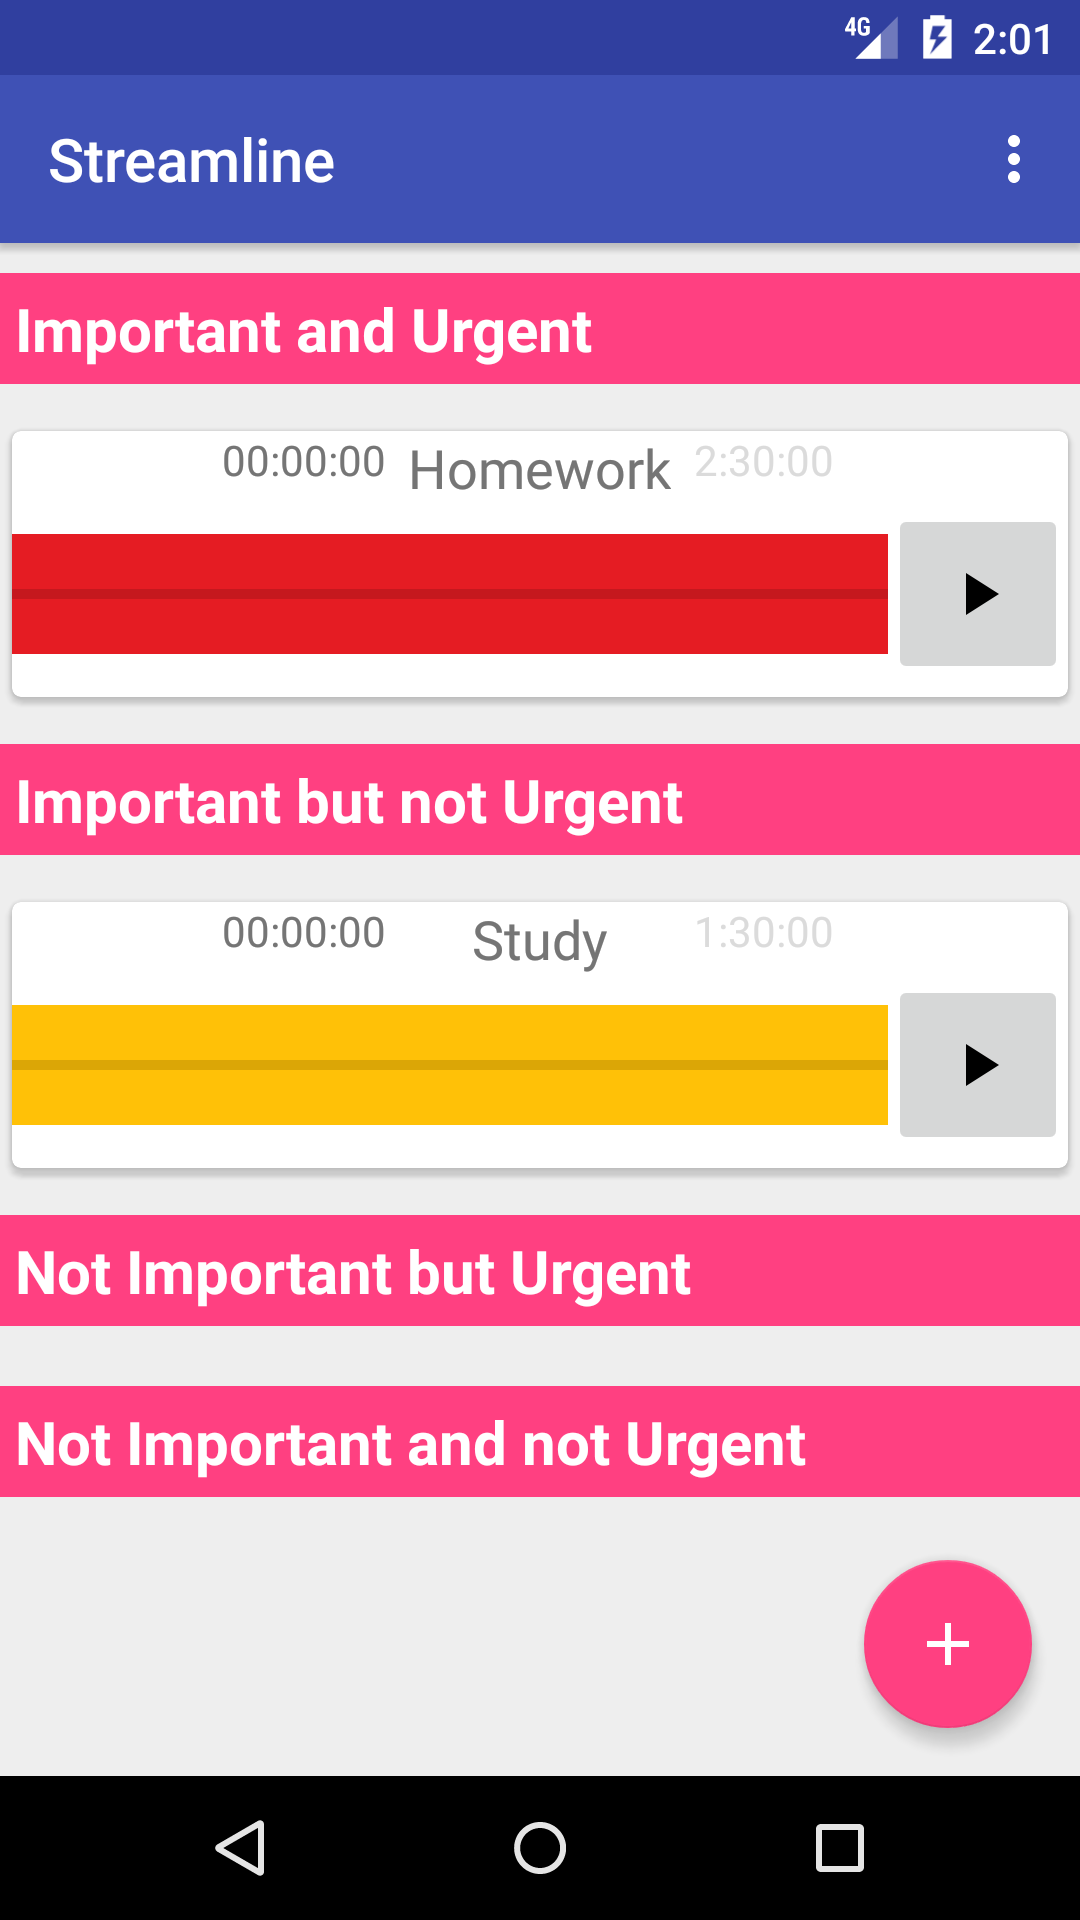 4G 2:01
Streamline
Important and Urgent
00:00:00 Homework 2:30:00
Important but not Urgent
00:00:00 Study 1:30:00
Not Important but Urgent
Not Important and not Urgent